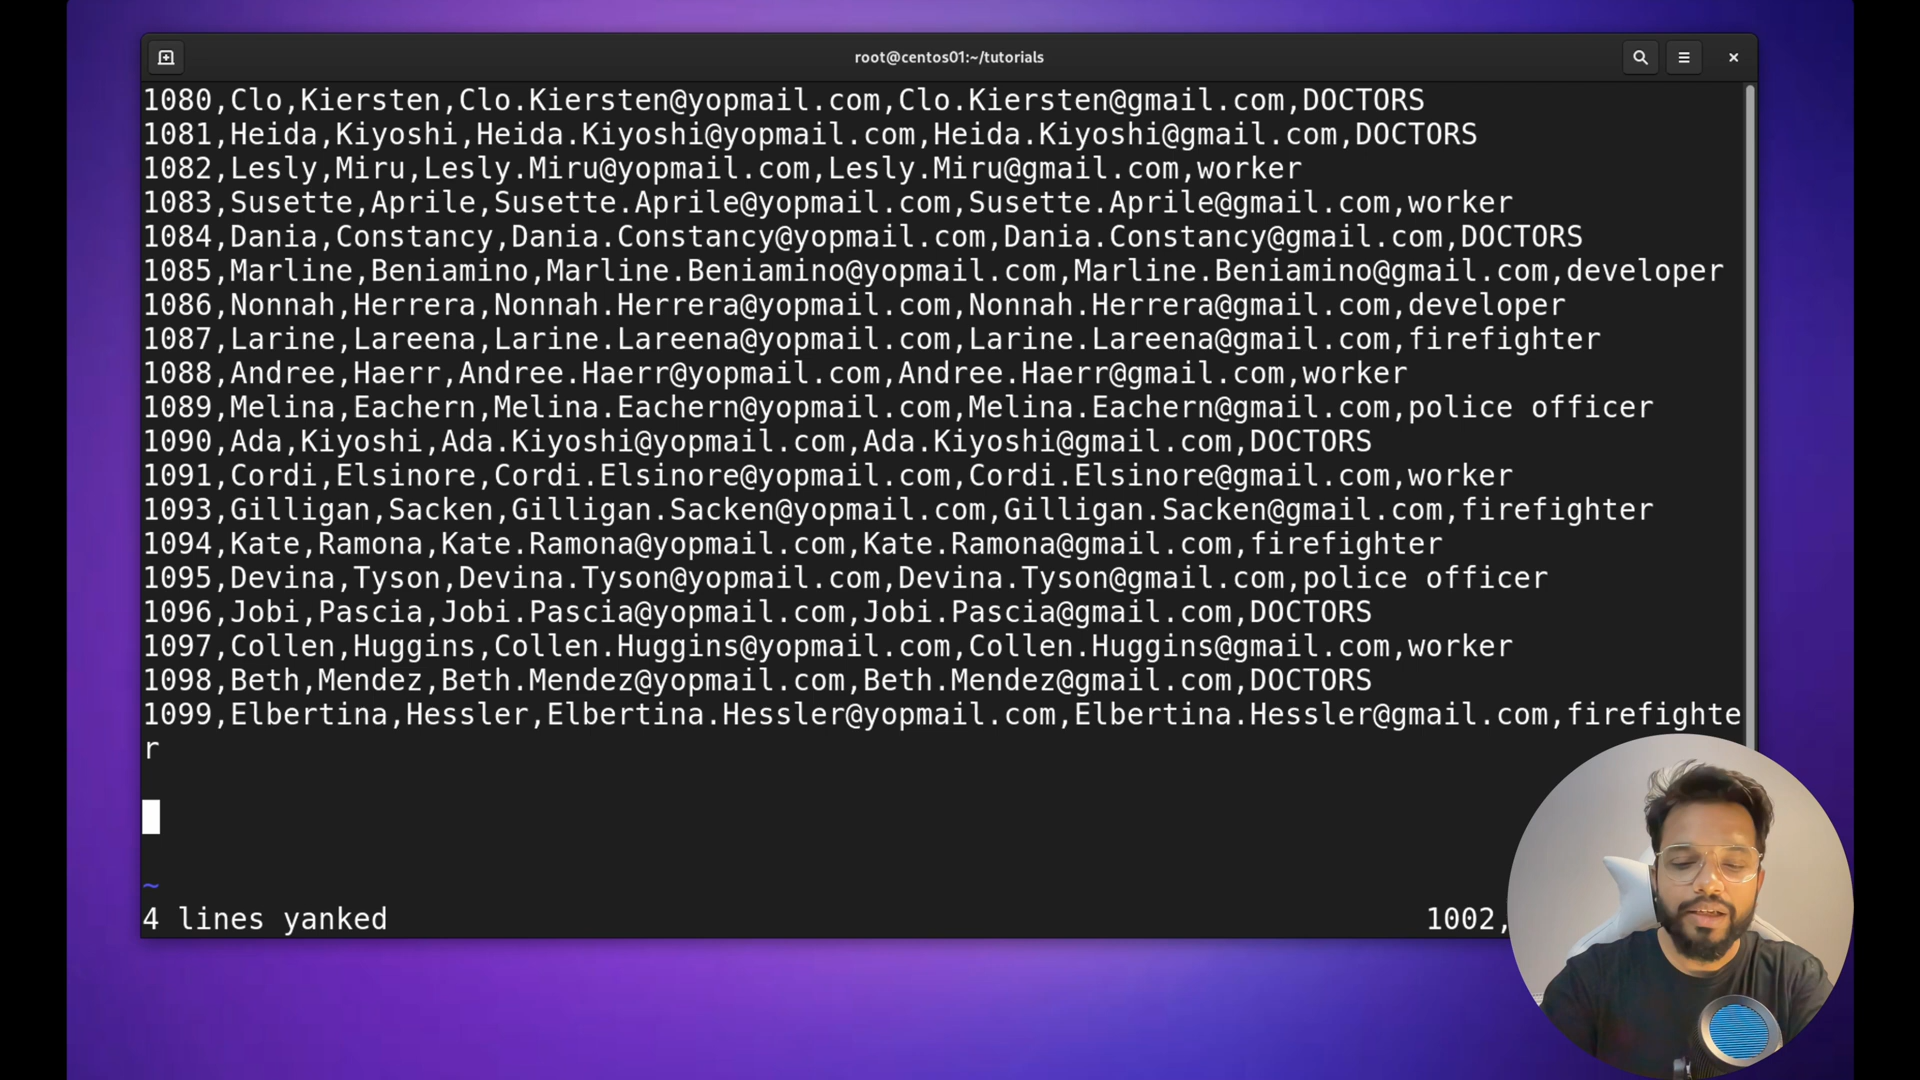 root@centos01:~/tutorials
1080,Clo,Kiersten,Clo.Kiersten@yopmail.com,Clo.Kiersten@gmail.com,DOCTORS
1081,Heida,Kiyoshi,Heida.Kiyoshi@yopmail.com,Heida.Kiyoshi@gmail.com,DOCTORS
1082,Lesly,Miru,Lesly.Miru@yopmail.com,Lesly.Miru@gmail.com,worker
1083,Susette,Aprile,Susette.Aprile@yopmail.com,Susette.Aprile@gmail.com,worker
1084,Dania,Constancy,Dania.Constancy@yopmail.com,Dania.Constancy@gmail.com,DOCTORS
1085,Marline,Beniamino,Marline.Beniamino@yopmail.com,Marline.Beniamino@gmail.com,developer
1086,Nonnah,Herrera,Nonnah.Herrera@yopmail.com,Nonnah.Herrera@gmail.com,developer
1087,Larine,Lareena,Larine.Lareena@yopmail.com,Larine.Lareena@gmail.com,firefighter
1088,Andree,Haerr,Andree.Haerr@yopmail.com,Andree.Haerr@gmail.com,worker
1089,Melina,Eachern,Melina.Eachern@yopmail.com,Melina.Eachern@gmail.com,police officer
1090,Ada,Kiyoshi,Ada.Kiyoshi@yopmail.com,Ada.Kiyoshi@gmail.com,DOCTORS
1091,Cordi,Elsinore,Cordi.Elsinore@yopmail.com,Cordi.Elsinore@gmail.com,worker
1093,Gilligan,Sacken,Gilligan.Sacken@yopmail.com,Gilligan.Sacken@gmail.com,firefighter
1094,Kate,Ramona,Kate.Ramona@yopmail.com,Kate.Ramona@gmail.com,firefighter
1095,Devina,Tyson,Devina.Tyson@yopmail.com,Devina.Tyson@gmail.com,police officer
1096,Jobi,Pascia,Jobi.Pascia@yopmail.com,Jobi.Pascia@gmail.com,DOCTORS
1097,Collen,Huggins,Collen.Huggins@yopmail.com,Collen.Huggins@gmail.com,worker
1098,Beth,Mendez,Beth.Mendez@yopmail.com,Beth.Mendez@gmail.com,DOCTORS
1099,Elbertina,Hessler,Elbertina.Hessler@yopmail.com,Elbertina.Hessler@gmail.com,firefighte
r
~
4 lines yanked 1002,